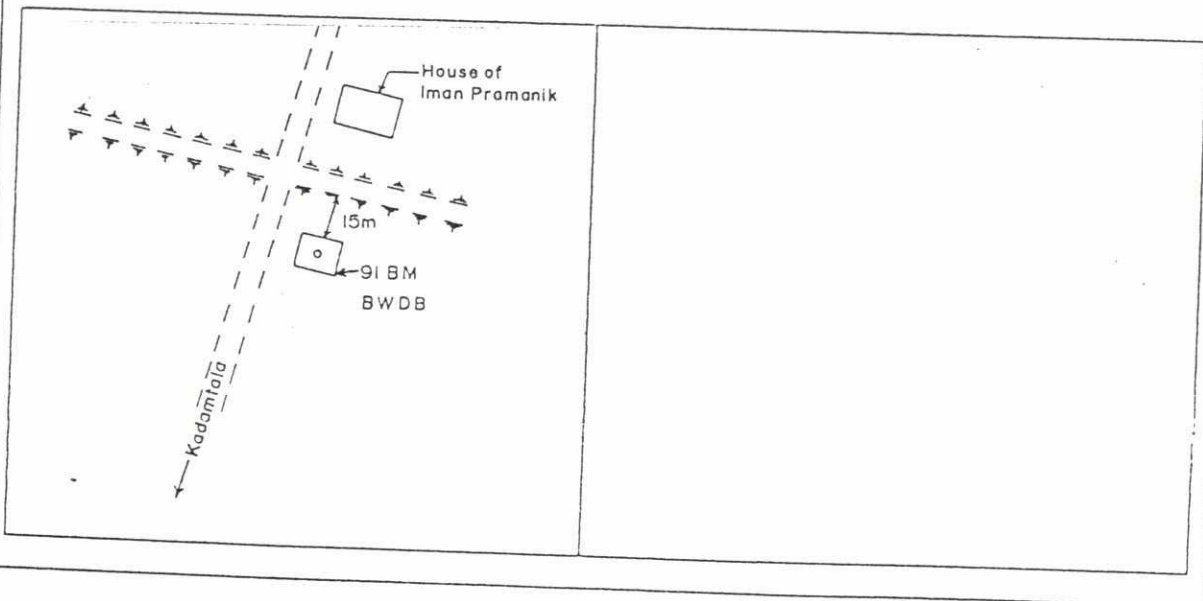 House of
Iman Pramanik
15m
91 BM
BWDB
Kadamtala